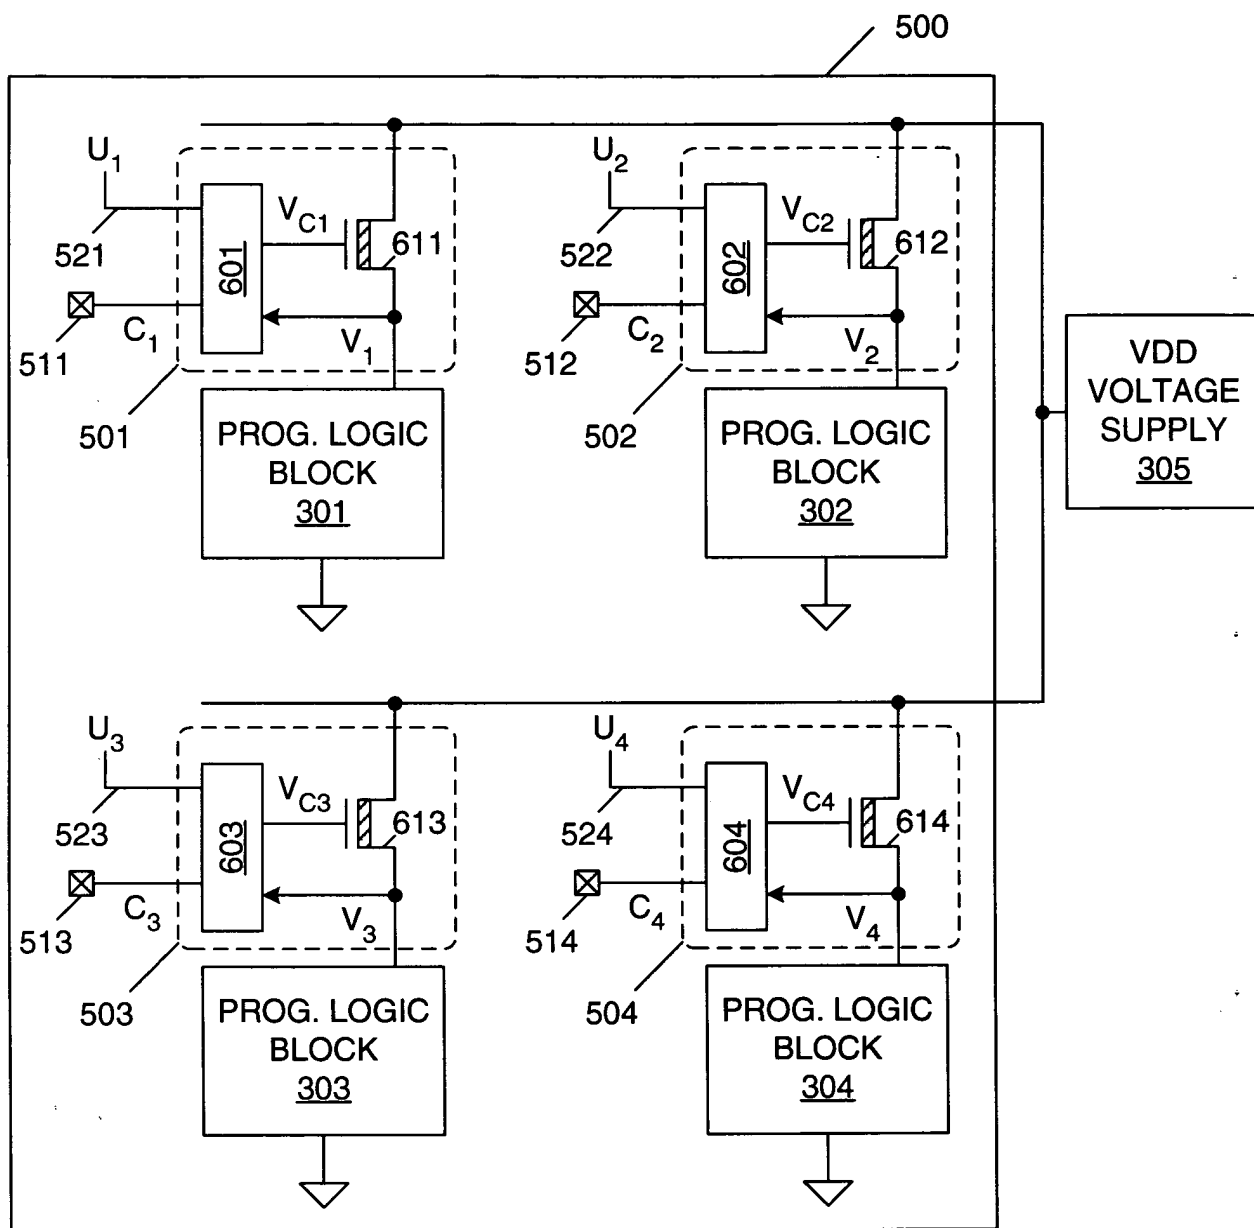 500
U1
U2
VC1
VC2
521
611
522
612
601
602
C1
V1
C2
V2
511
512
501
502
PROG. LOGIC
BLOCK
301
PROG. LOGIC
BLOCK
302
VDD
VOLTAGE
SUPPLY
305
U3
U4
VC3
VC4
523
613
524
614
603
604
C3
V3
C4
V4
513
514
503
504
PROG. LOGIC
BLOCK
303
PROG. LOGIC
BLOCK
304